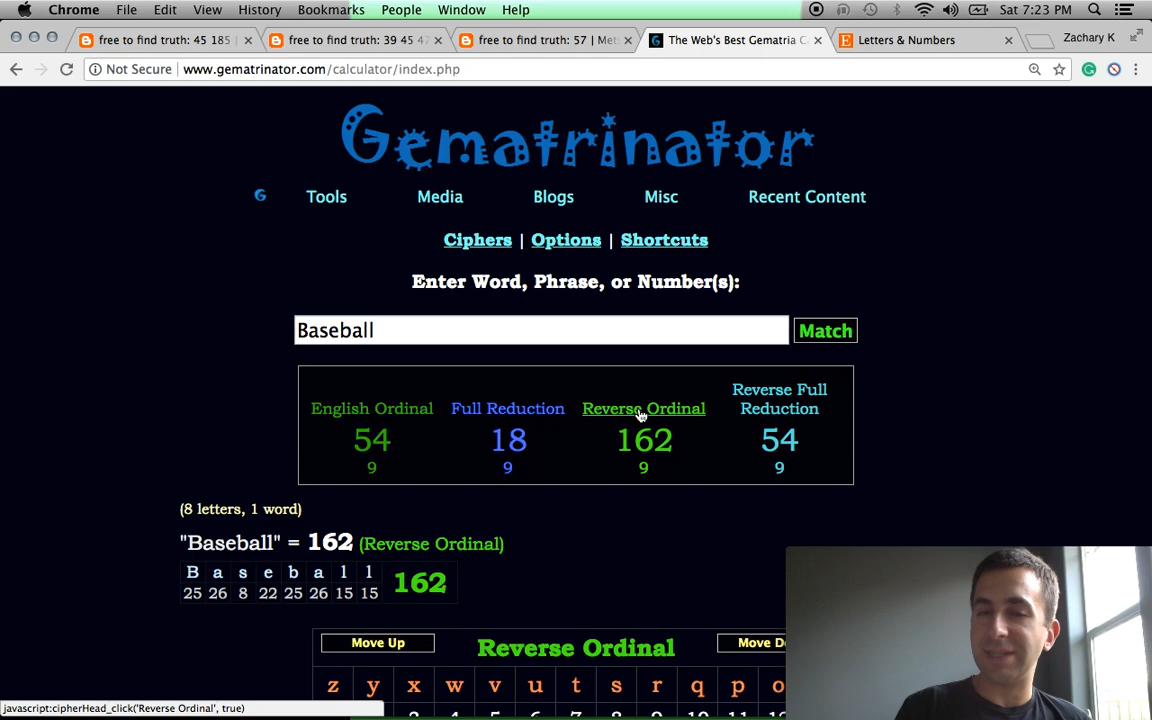 Chrome File Edit View History Bookmarks People Window Help Sat 7:23 PM
free to find truth: 45 185 free to find truth: 39 45 47 free to find truth: 57 | Met The Web's Best Gematria C Letters & Numbers Zachary K
Not Secure www.gematrinator.com/calculator/index.php
Gematrinator
G Tools Media Blogs Misc Recent Content
Ciphers | Options | Shortcuts
Enter Word, Phrase, or Number(s):
Baseball Match
English Ordinal Full Reduction Reverse Ordinal Reverse Full Reduction
54 18 162 54
9 9 9 9
(8 letters, 1 word)
"Baseball" = 162 (Reverse Ordinal)
B a s e b a l l 162
25 26 8 22 25 26 15 15
Move Up Reverse Ordinal Move D
z y x w v u t s r q p o
javascript:cipherHead_click('Reverse Ordinal', true)